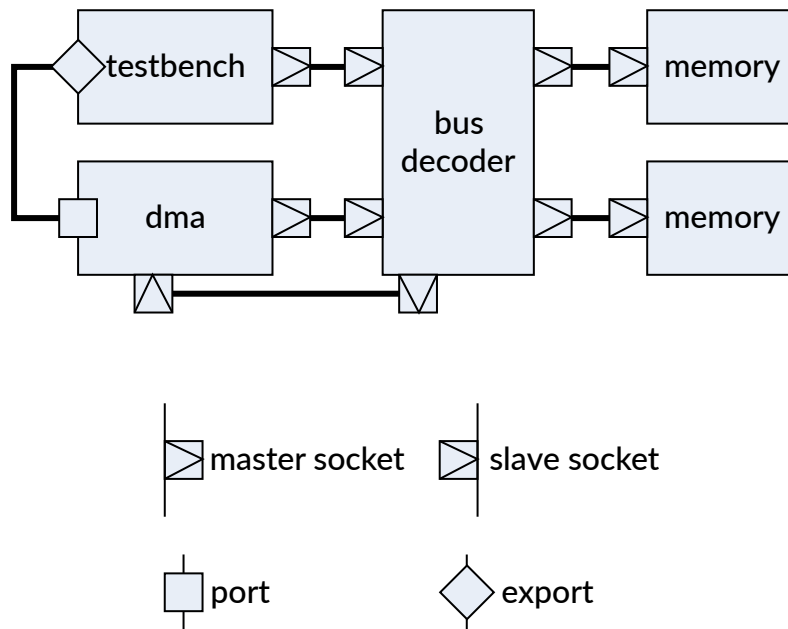 testbench
bus
decoder
memory
dma
memory
master socket
slave socket
port
export